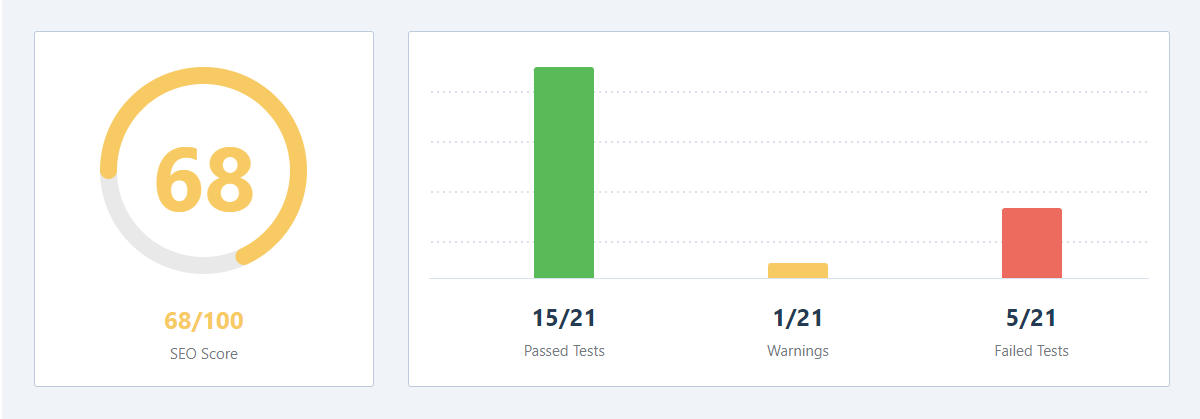 68
68/100
SEO Score
15/21
Passed Tests
1/21
Warnings
5/21
Failed Tests